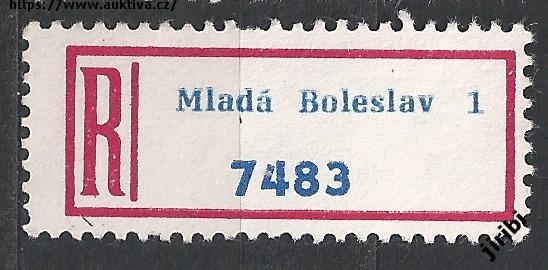 https://www.auktiva.cz/
R
Mladá Boleslav 1
7483
jiribi